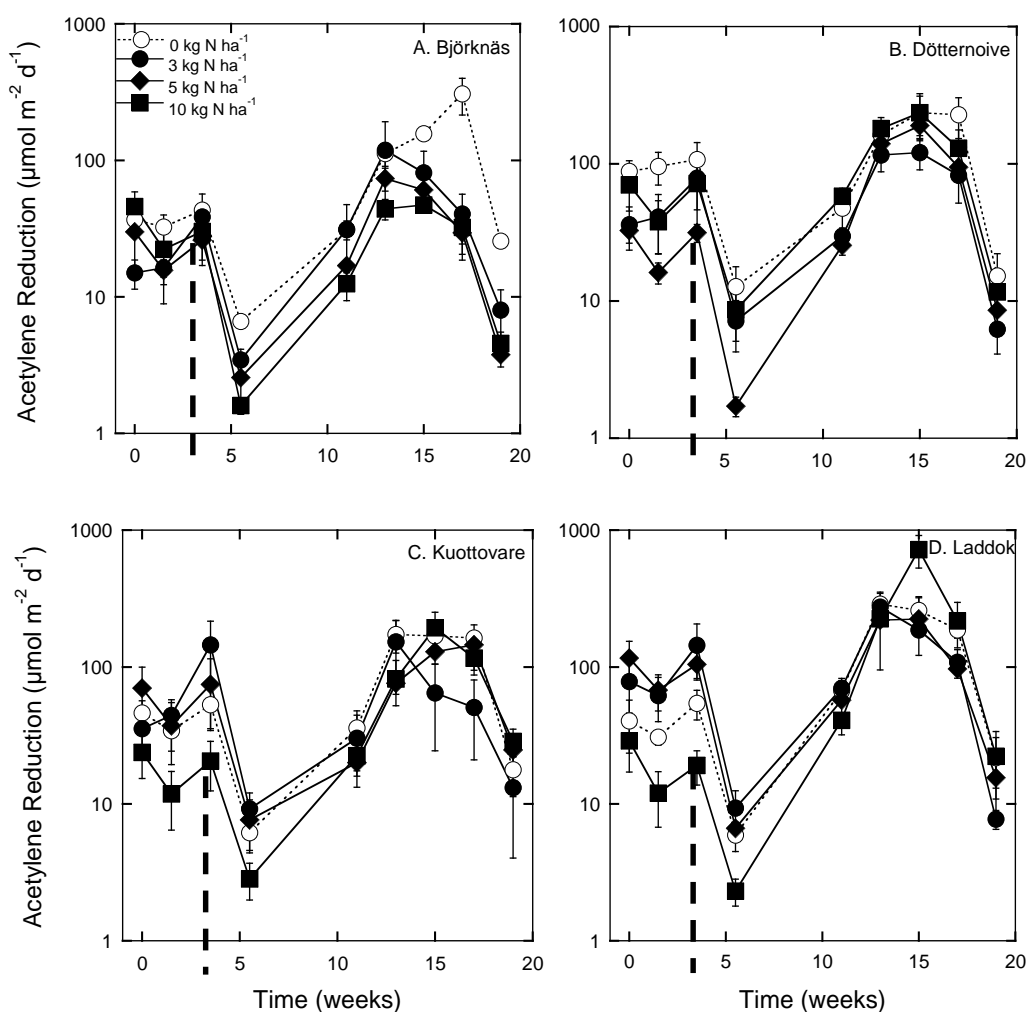 1000
100
10
1
0 kg N ha⁻¹
3 kg N ha⁻¹
5 kg N ha⁻¹
10 kg N ha⁻¹
A. Björknäs
Acetylene Reduction (µmol m⁻² d⁻¹)
0 5 10 15 20
1000
100
10
1
B. Dötternoive
0 5 10 15 20
1000
100
10
1
C. Kuottovare
Acetylene Reduction (µmol m⁻² d⁻¹)
0 5 10 15 20
Time (weeks)
1000
100
10
1
D. Laddok
0 5 10 15 20
Time (weeks)